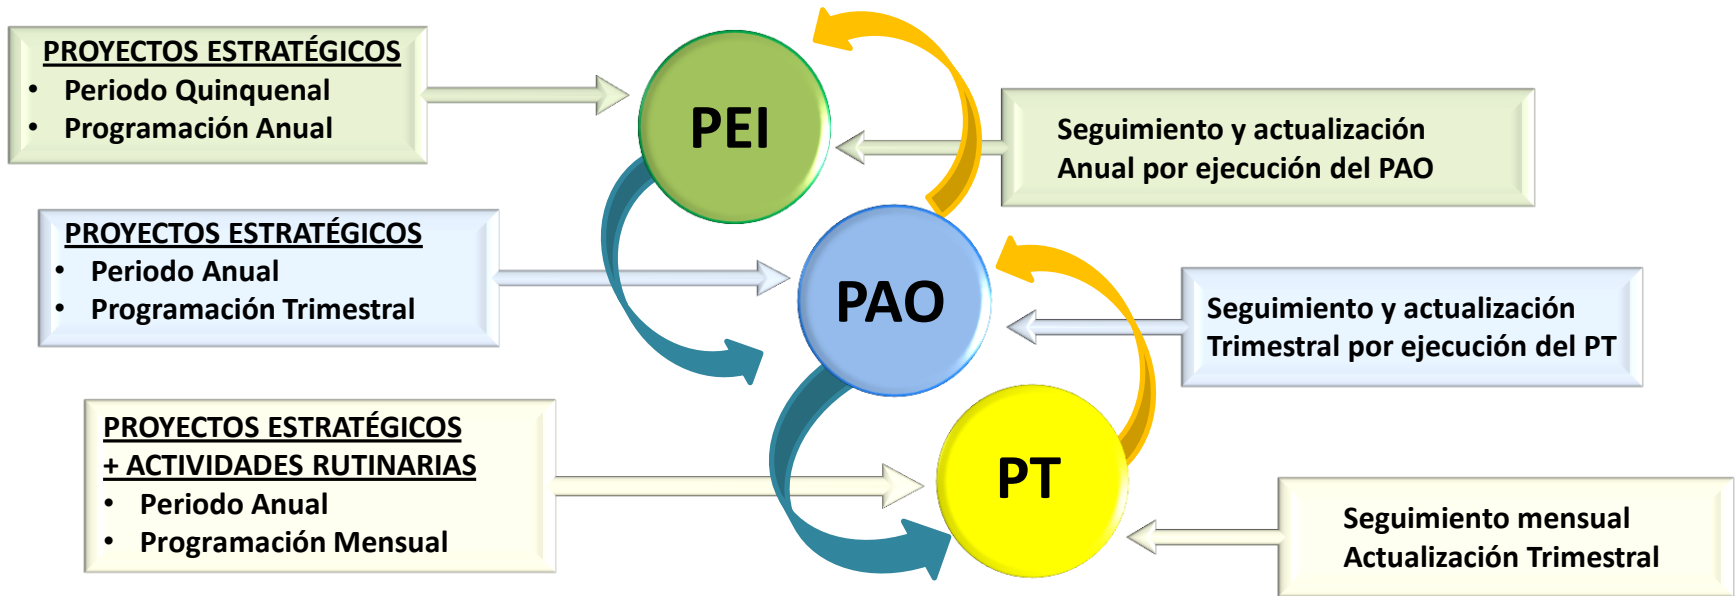 PROYECTOS ESTRATÉGICOS
• Periodo Quinquenal
• Programación Anual
PEI
Seguimiento y actualización
Anual por ejecución del PAO
PROYECTOS ESTRATÉGICOS
• Periodo Anual
• Programación Trimestral
PAO
Seguimiento y actualización
Trimestral por ejecución del PT
PROYECTOS ESTRATÉGICOS
+ ACTIVIDADES RUTINARIAS
• Periodo Anual
• Programación Mensual
PT
Seguimiento mensual
Actualización Trimestral